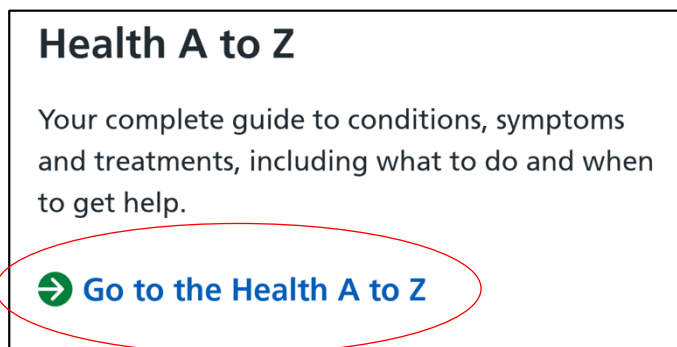 Health A to Z
Your complete guide to conditions, symptoms
and treatments, including what to do and when
to get help.
Go to the Health A to Z